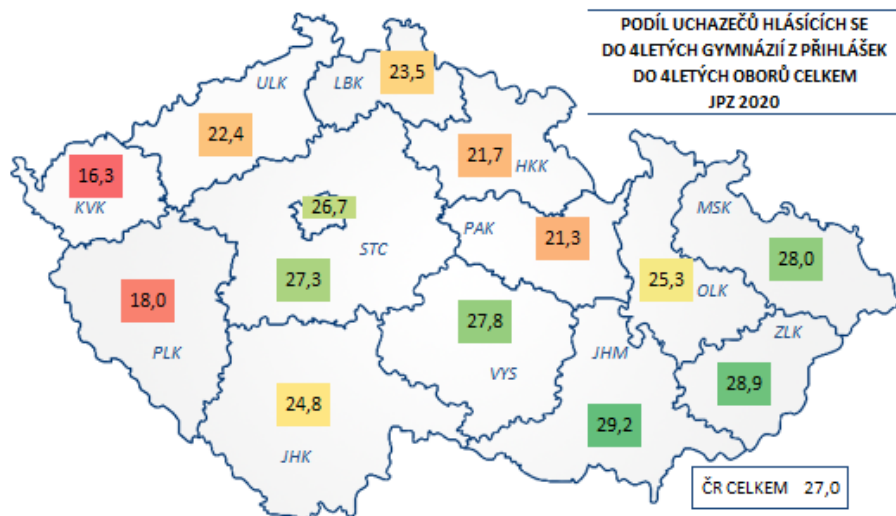 PODÍL UCHAZEČŮ HLÁSÍCÍCH SE
DO 4LETÝCH GYMNÁZIÍ Z PŘIHLÁŠEK
DO 4LETÝCH OBORŮ CELKEM
JPZ 2020
ULK
22,4
LBK
23,5
KVK
16,3
HKK
21,7
26,7
STC
27,3
PAK
21,3
MSK
28,0
OLK
25,3
PLK
18,0
VYS
27,8
JHM
29,2
ZLK
28,9
JHK
24,8
ČR CELKEM 27,0